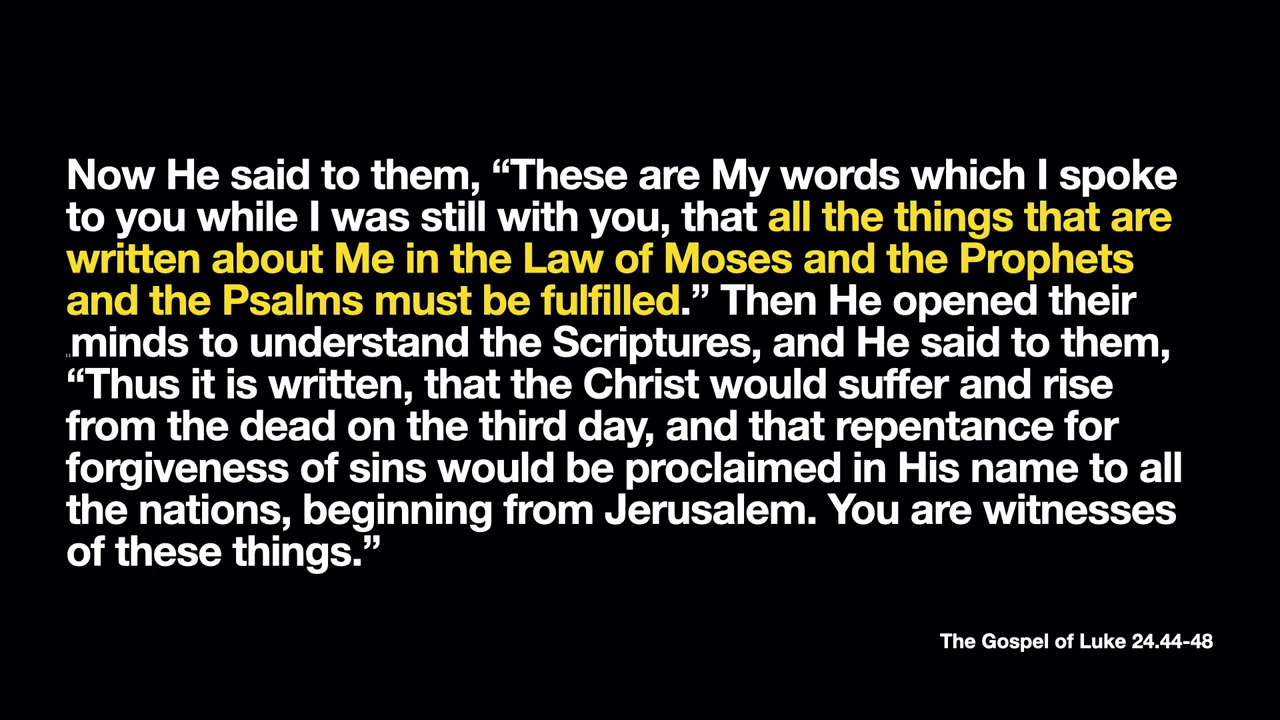 Now He said to them, “These are My words which I spoke
to you while I was still with you, that all the things that are
written about Me in the Law of Moses and the Prophets
and the Psalms must be fulfilled.” Then He opened their
minds to understand the Scriptures, and He said to them,
“Thus it is written, that the Christ would suffer and rise
from the dead on the third day, and that repentance for
forgiveness of sins would be proclaimed in His name to all
the nations, beginning from Jerusalem. You are witnesses
of these things.”
The Gospel of Luke 24.44-48